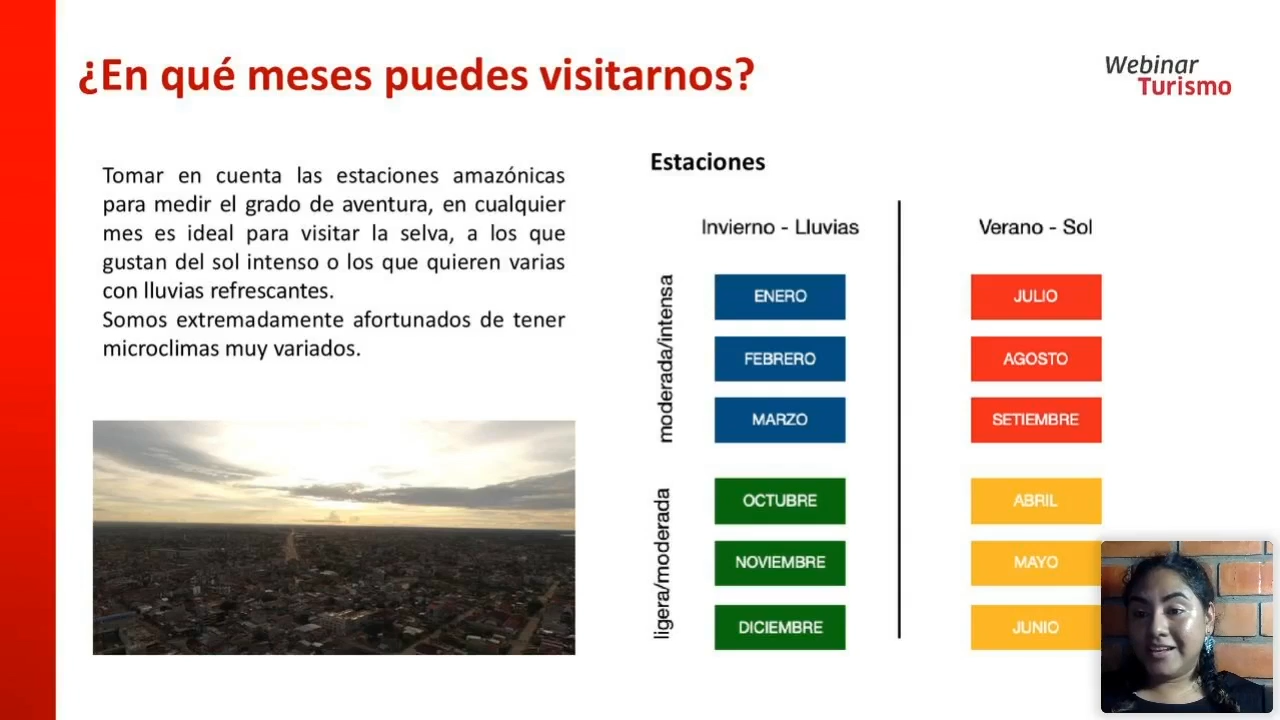 ¿En qué meses puedes visitarnos?
Webinar
Turismo
Tomar en cuenta las estaciones amazónicas
para medir el grado de aventura, en cualquier
mes es ideal para visitar la selva, a los que
gustan del sol intenso o los que quieren varias
con lluvias refrescantes.
Somos extremadamente afortunados de tener
microclimas muy variados.
Estaciones
Invierno - Lluvias
Verano - Sol
moderada/intensa
ENERO
JULIO
FEBRERO
AGOSTO
MARZO
SETIEMBRE
ligera/moderada
OCTUBRE
ABRIL
NOVIEMBRE
MAYO
DICIEMBRE
JUNIO